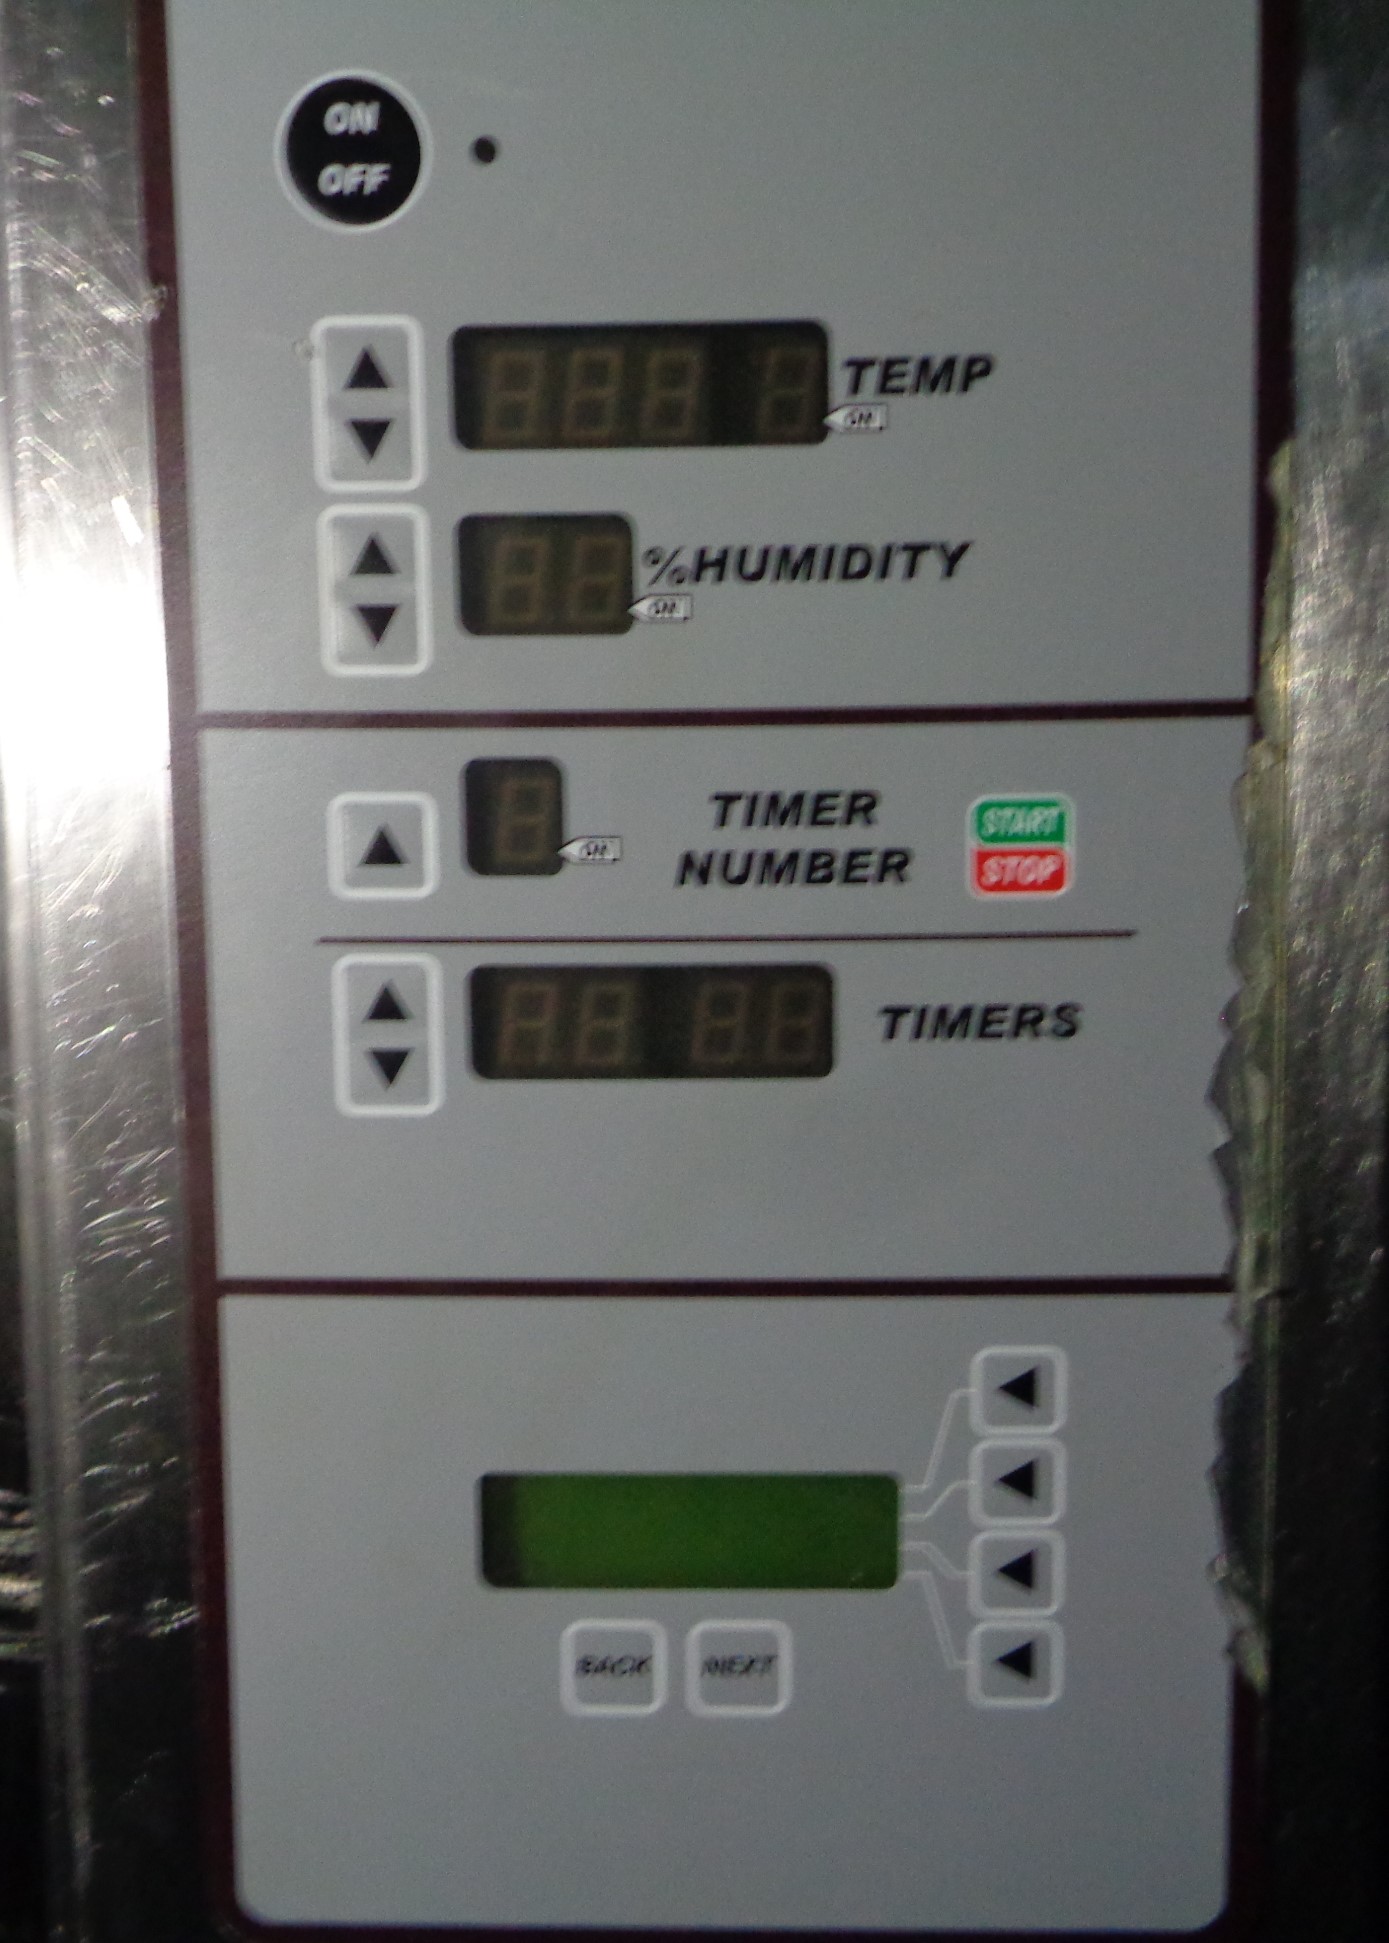 ON
OFF
TEMP
ON
%HUMIDITY
ON
TIMER
NUMBER
START
STOP
ON
TIMERS
BACK
NEXT